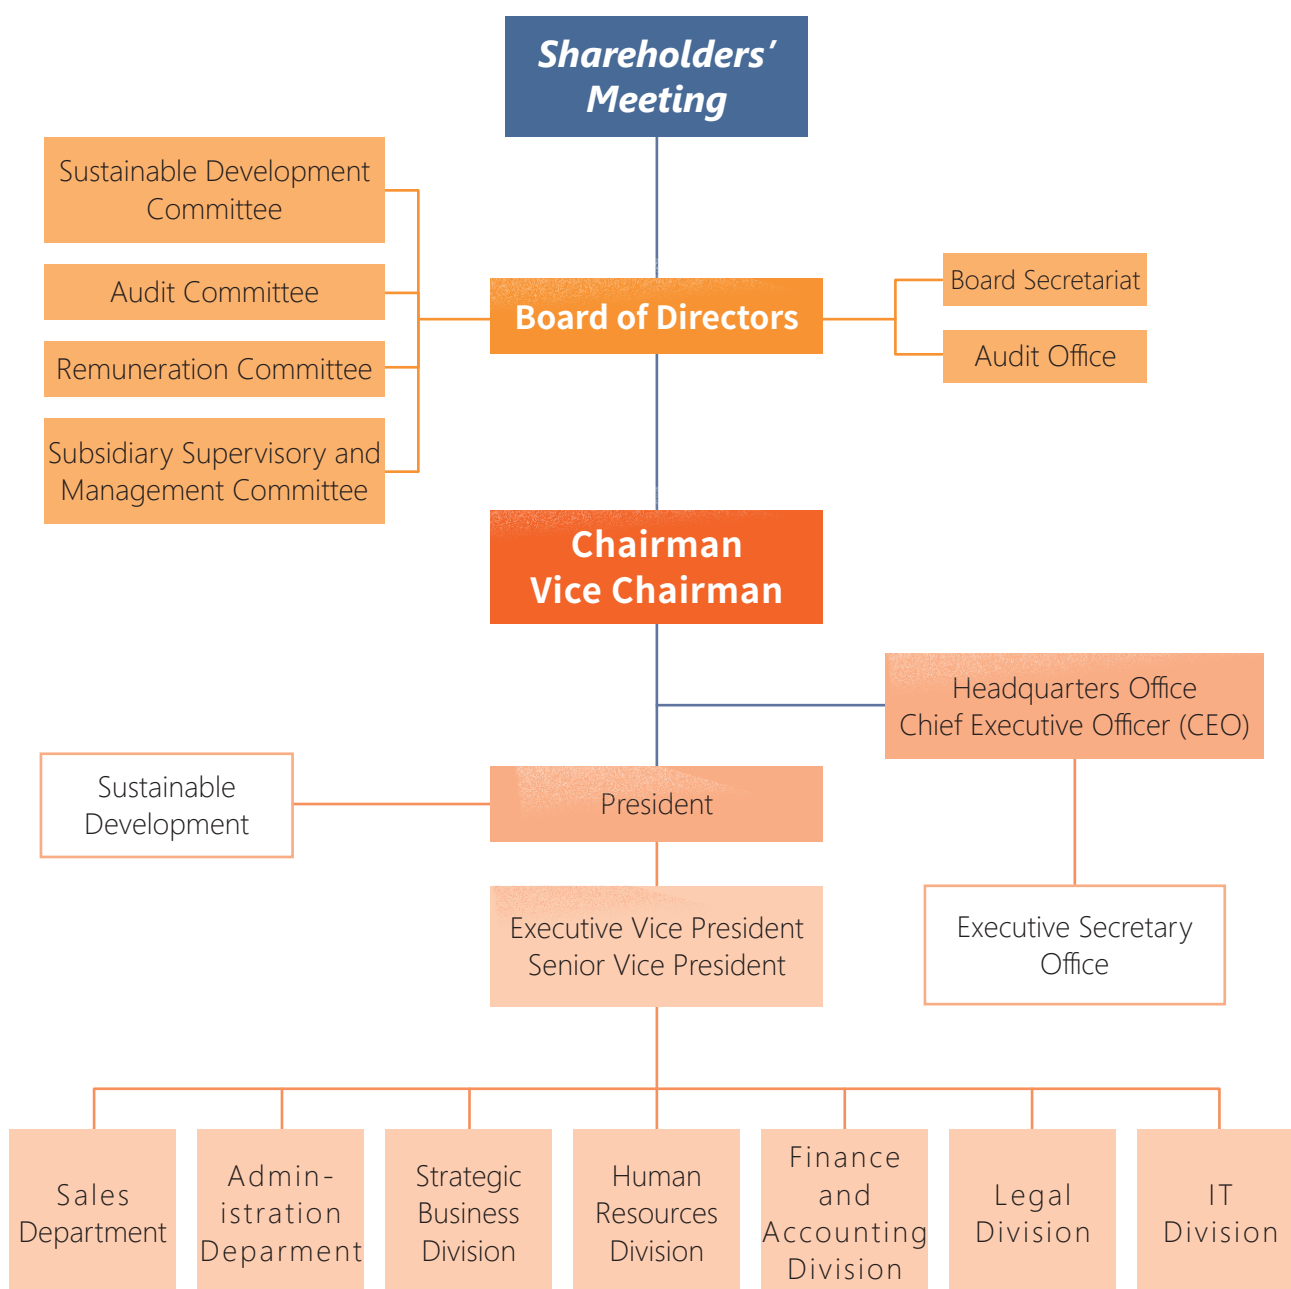 Shareholders’
Meeting
Sustainable Development
Committee
Audit Committee
Remuneration Committee
Subsidiary Supervisory and
Management Committee
Board of Directors
Board Secretariat
Audit Office
Chairman
Vice Chairman
Headquarters Office
Chief Executive Officer (CEO)
Sustainable
Development
President
Executive Vice President
Senior Vice President
Executive Secretary
Office
Sales
Department
Admin-
istration
Deparment
Strategic
Business
Division
Human
Resources
Division
Finance
and
Accounting
Division
Legal
Division
IT
Division